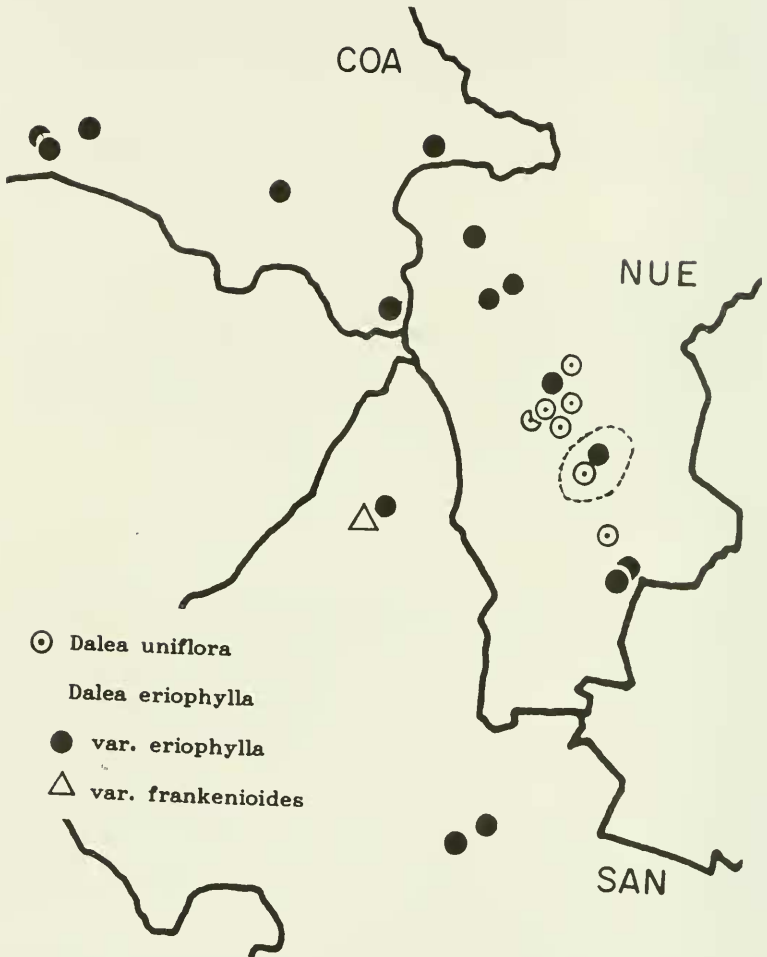 COA
NUE
Dalea uniflora
Dalea eriophylla
var. eriophylla
var. frankenioides
SAN